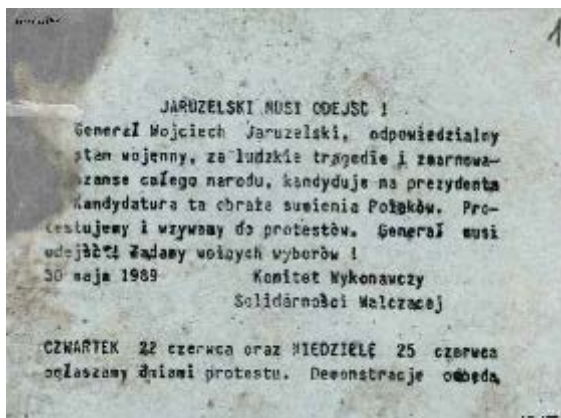 JARUZELSKI MUSI ODEJŚĆ !
Generał Wojciech Jaruzelski, odpowiedzialny
stan wojenny, za ludzkie tragedie i zmarnowa-
szanse całego narodu, kandyduje na prezydenta
Kandydatura ta obraża sumienia Polaków. Pro-
testujemy i wzywamy do protestów. Generał musi
odejść! Żądamy wolnych wyborów !
30 maja 1989 Komitet Wykonawczy
Solidarności Walczącej
CZWARTEK 22 czerwca oraz NIEDZIELĘ 25 czerwca
ogłaszamy dniami protestu. Demonstracje odbędą